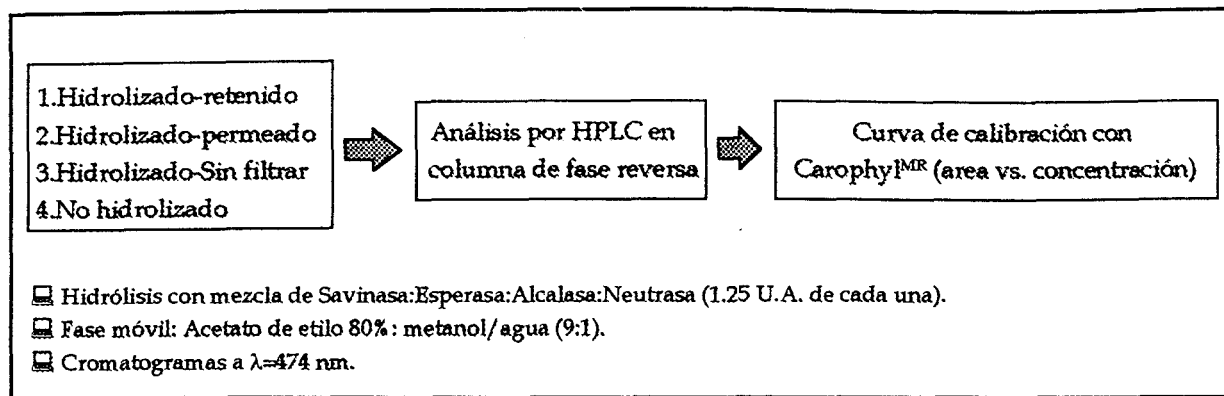 1.Hidrolizado-retenido
2.Hidrolizado-permeado
3.Hidrolizado-Sin filtrar
4.No hidrolizado
Análisis por HPLC en
columna de fase reversa
Curva de calibración con
Carophyl^MR (area vs. concentración)
Hidrólisis con mezcla de Savinasa:Esperasa:Alcalasa:Neutrasa (1.25 U.A. de cada una).
Fase móvil: Acetato de etilo 80%: metanol/agua (9:1).
Cromatogramas a λ=474 nm.